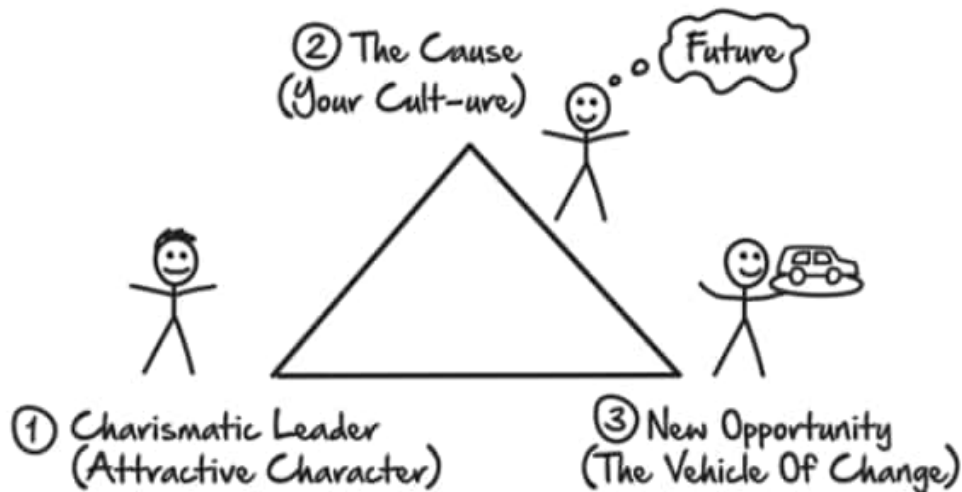 ② The Cause
(Your Cult-ure)
Future
① Charismatic Leader
(Attractive Character)
③ New Opportunity
(The Vehicle Of Change)